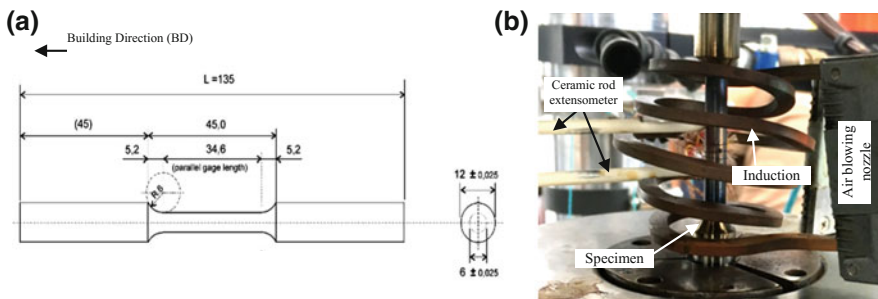 (a)
Building Direction (BD)
L =135
(45)
45,0
5,2
34,6
5,2
(parallel gage length)
R 6
12 ± 0,025
6 ± 0,025
(b)
Ceramic rod
extensometer
Induction
Air blowing
nozzle
Specimen